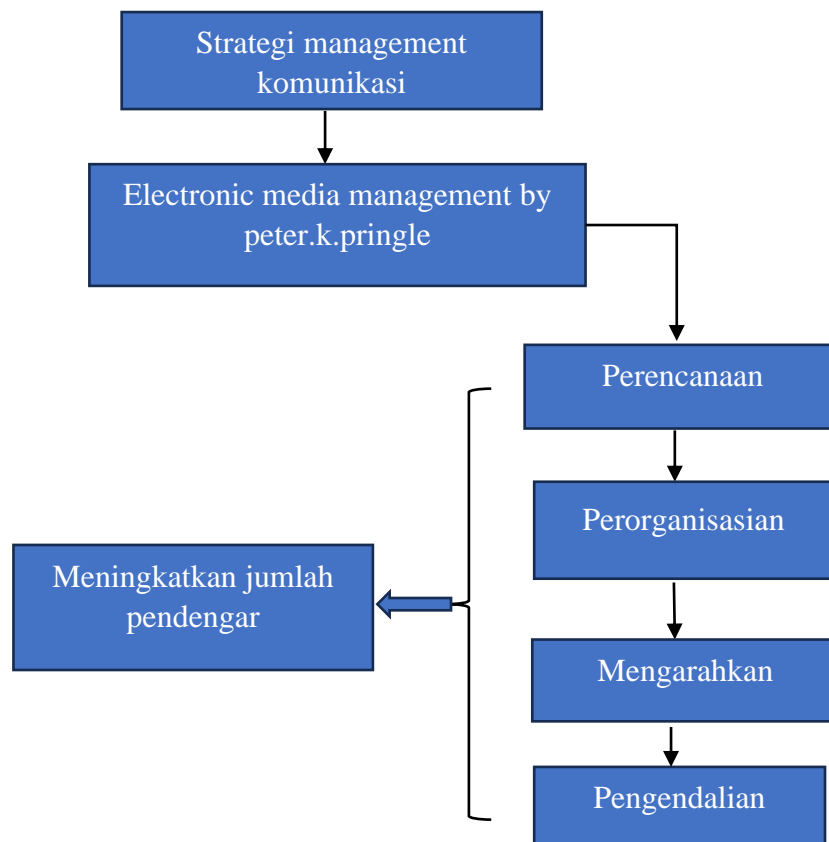 Strategi management
komunikasi
Electronic media management by
peter.k.pringle
Perencanaan
Perorganisasian
Meningkatkan jumlah
pendengar
Mengarahkan
Pengendalian